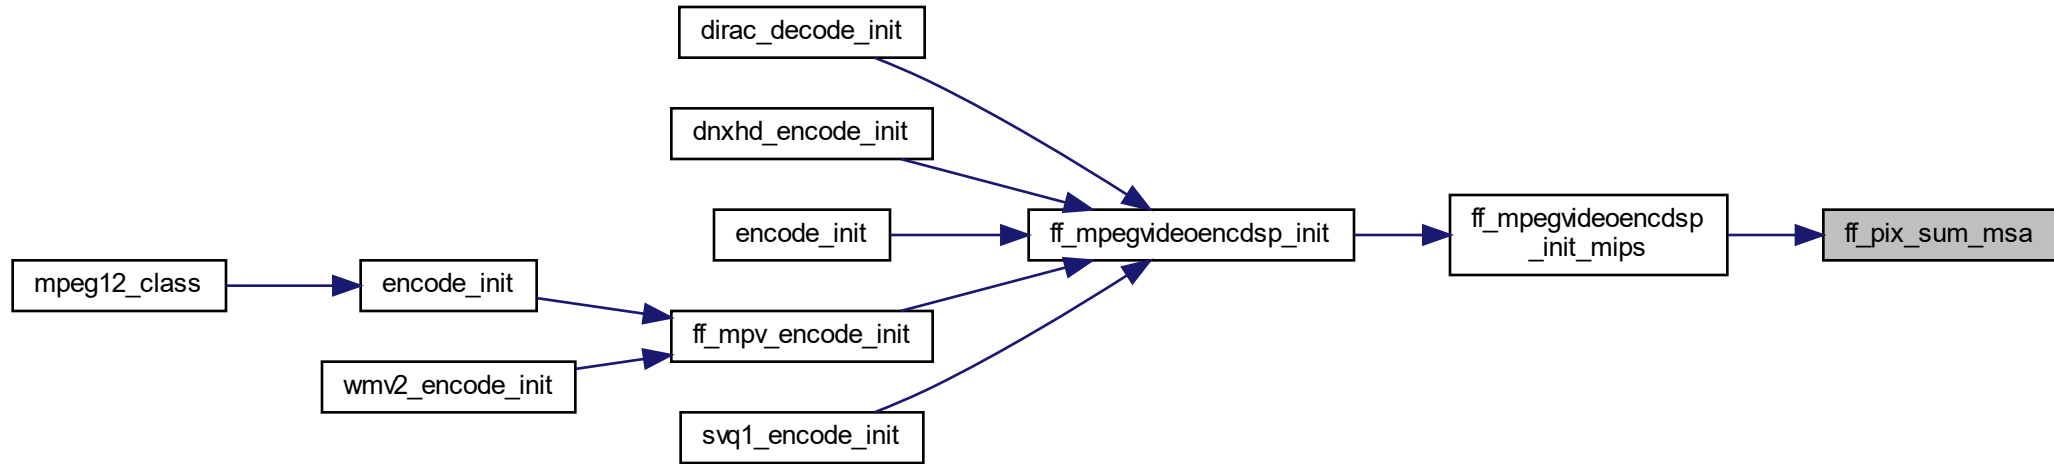 dirac_decode_init
dnxhd_encode_init
encode_init
ff_mpegvideoencdsp_init
ff_mpegvideoencdsp
_init_mips
ff_pix_sum_msa
mpeg12_class
encode_init
ff_mpv_encode_init
wmv2_encode_init
svq1_encode_init